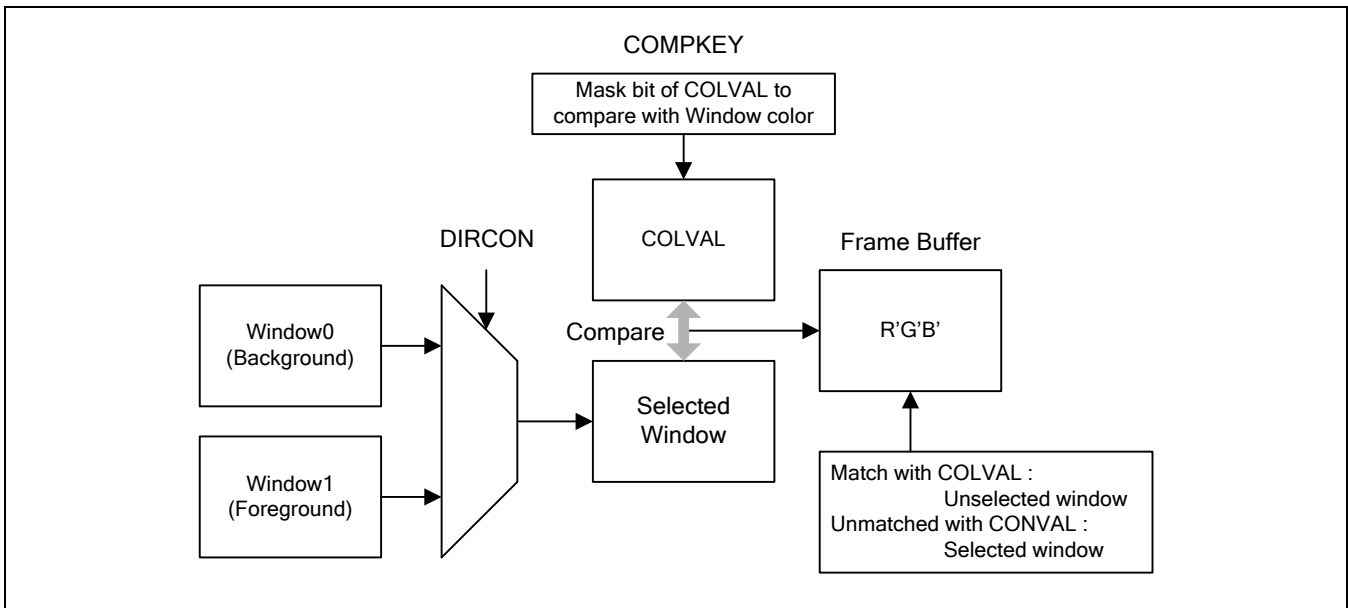 COMPKEY
Mask bit of COLVAL to
compare with Window color
DIRCON
COLVAL
Frame Buffer
Window0
(Background)
Compare
R'G'B'
Selected
Window
Window1
(Foreground)
Match with COLVAL :
Unselected window
Unmatched with CONVAL :
Selected window